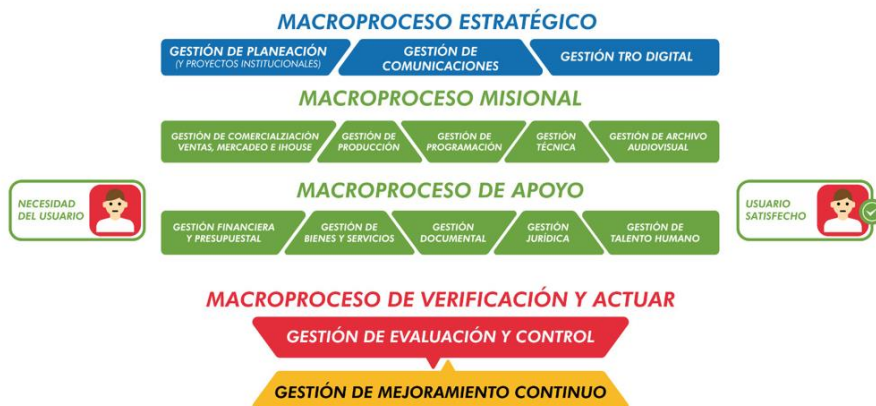 MACROPROCESO ESTRATÉGICO
GESTIÓN DE PLANEACIÓN
(Y PROYECTOS INSTITUCIONALES)
GESTIÓN DE
COMUNICACIONES
GESTIÓN TRO DIGITAL
MACROPROCESO MISIONAL
GESTIÓN DE COMERCIALZIACIÓN
VENTAS, MERCADEO E IHOUSE
GESTIÓN DE
PRODUCCIÓN
GESTIÓN DE
PROGRAMACIÓN
GESTIÓN
TÉCNICA
GESTIÓN DE ARCHIVO
AUDIOVISUAL
NECESIDAD
DEL USUARIO
MACROPROCESO DE APOYO
GESTIÓN FINANCIERA
Y PRESUPUESTAL
GESTIÓN DE
BIENES Y SERVICIOS
GESTIÓN
DOCUMENTAL
GESTIÓN
JURÍDICA
GESTIÓN DE
TALENTO HUMANO
USUARIO
SATISFECHO
MACROPROCESO DE VERIFICACIÓN Y ACTUAR
GESTIÓN DE EVALUACIÓN Y CONTROL
GESTIÓN DE MEJORAMIENTO CONTINUO